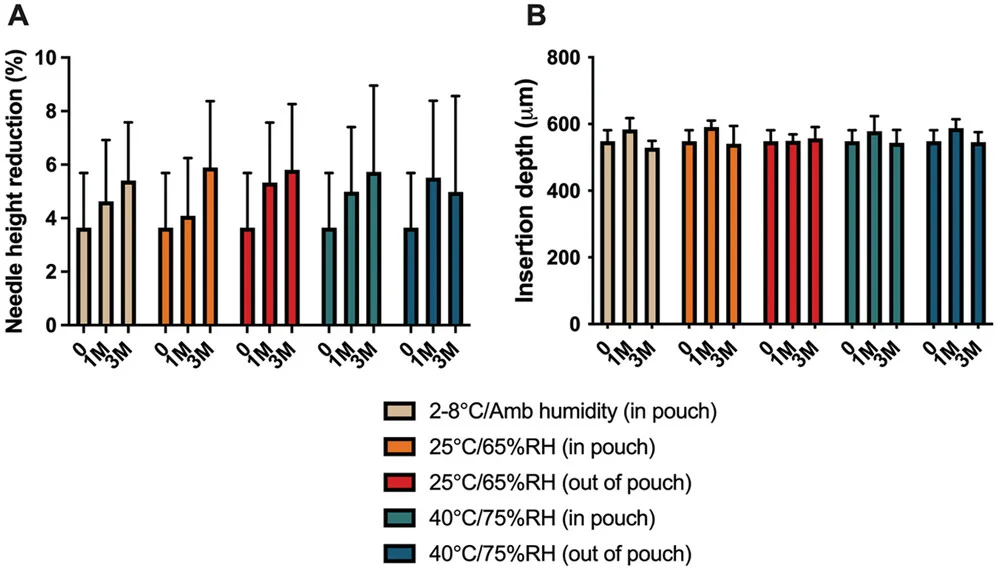 A
B
Needle height reduction (%)
10
8
6
4
2
0
0 1M 3M 0 1M 3M 0 1M 3M 0 1M 3M 0 1M 3M
Insertion depth (μm)
800
600
400
200
0
0 1M 3M 0 1M 3M 0 1M 3M 0 1M 3M 0 1M 3M
2-8°C/Amb humidity (in pouch)
25°C/65%RH (in pouch)
25°C/65%RH (out of pouch)
40°C/75%RH (in pouch)
40°C/75%RH (out of pouch)